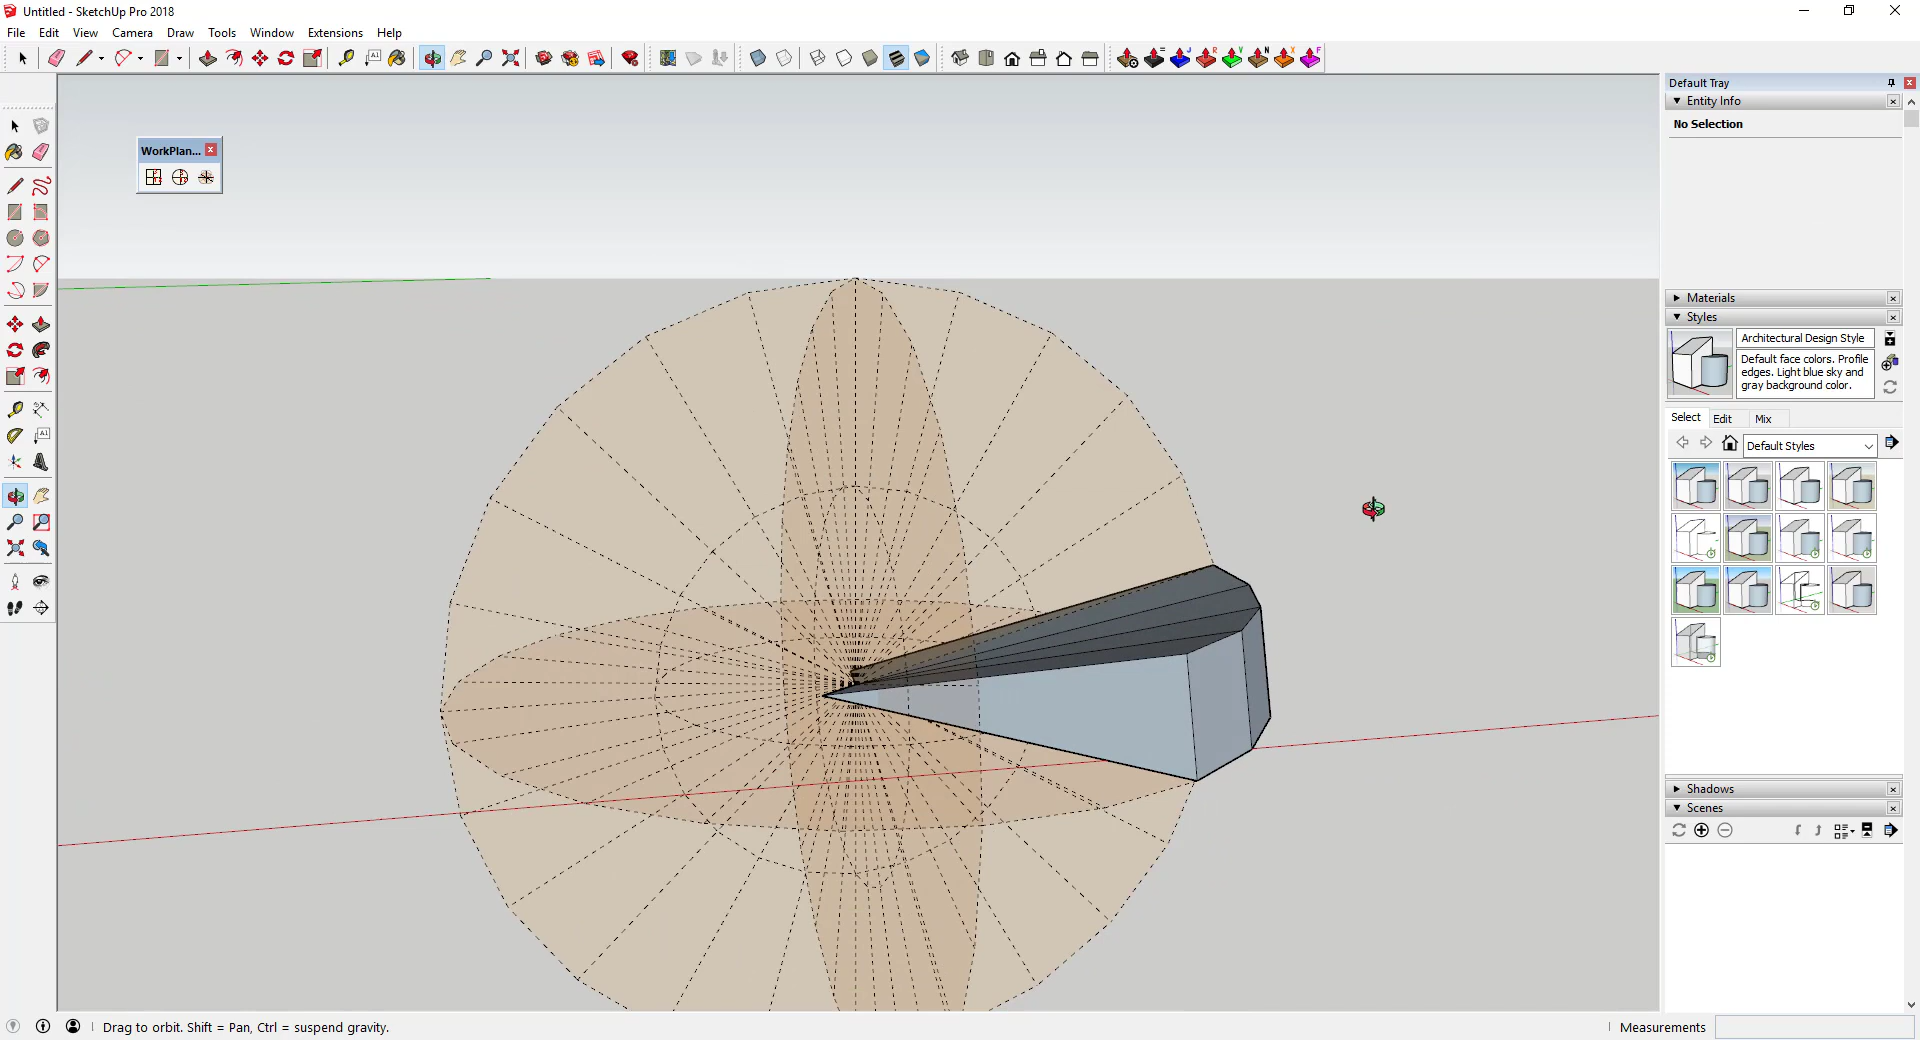 Untitled - SketchUp Pro 2018
File Edit View Camera Draw Tools Window Extensions Help
A1 = J R V N X F
Default Tray
Entity Info
No Selection
WorkPlan...
A1
Materials
Styles
Architectural Design Style
Default face colors. Profile
edges. Light blue sky and
gray background color.
Select Edit Mix
Default Styles
Shadows
Scenes
Drag to orbit. Shift = Pan, Ctrl = suspend gravity.
Measurements